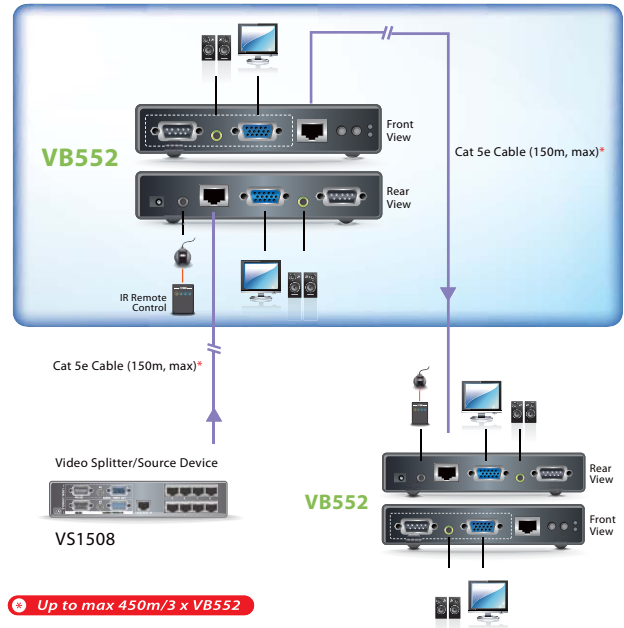 Front
View
VB552
Cat 5e Cable (150m, max)*
Rear
View
IR Remote
Control
Cat 5e Cable (150m, max)*
Video Splitter/Source Device
VS1508
VB552
Rear
View
Front
View
* Up to max 450m/3 x VB552